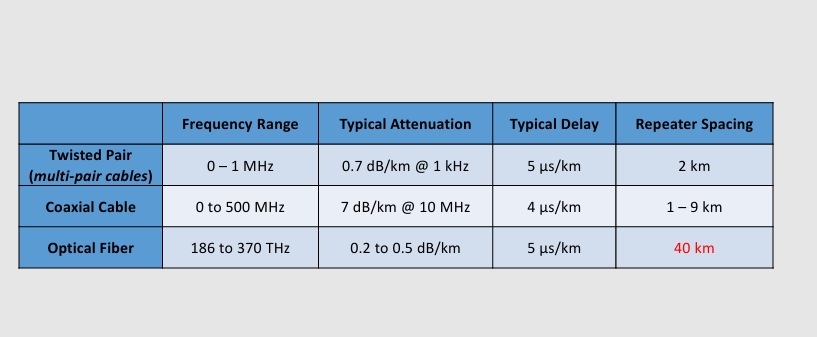 Frequency Range Typical Attenuation Typical Delay Repeater Spacing
Twisted Pair
(multi-pair cables) 0 – 1 MHz 0.7 dB/km @ 1 kHz 5 µs/km 2 km
Coaxial Cable 0 to 500 MHz 7 dB/km @ 10 MHz 4 µs/km 1 – 9 km
Optical Fiber 186 to 370 THz 0.2 to 0.5 dB/km 5 µs/km 40 km